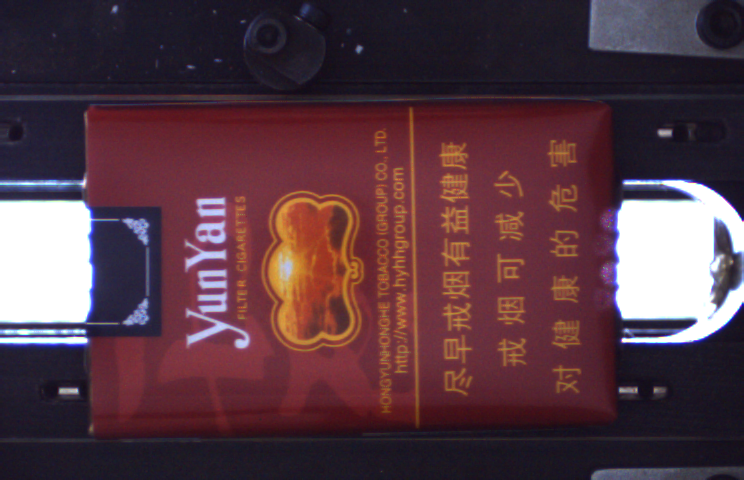 YunYan
FILTER CIGARETTES
HONGYUNHONGHE TOBACCO (GROUP) CO., LTD.
http://www.hyhhgroup.com
尽早戒烟有益健康
戒烟可减少
对健康的危害